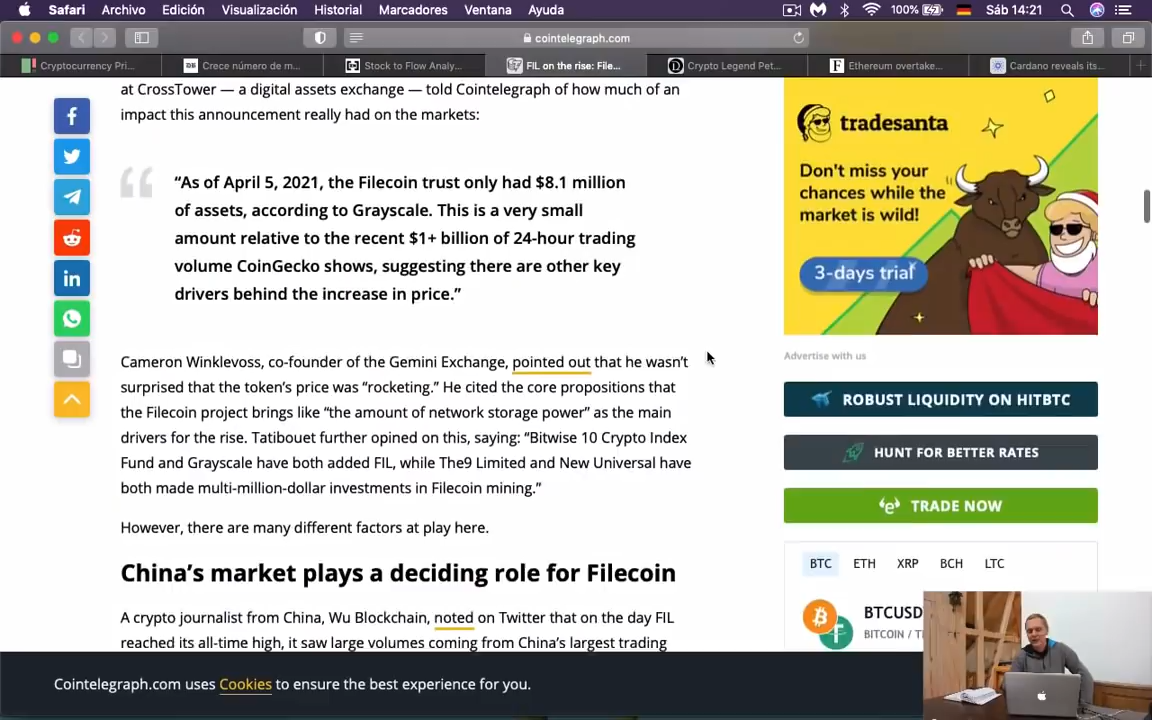 Safari Archivo Edición Visualización Historial Marcadores Ventana Ayuda 100% Sáb 14:21
cointelegraph.com
Cryptocurrency Pri... Crece número de m... Stock to Flow Analy... FIL on the rise: File... Crypto Legend Pet... Ethereum overtake... Cardano reveals its...
at CrossTower — a digital assets exchange — told Cointelegraph of how much of an
impact this announcement really had on the markets:
“As of April 5, 2021, the Filecoin trust only had $8.1 million
of assets, according to Grayscale. This is a very small
amount relative to the recent $1+ billion of 24-hour trading
volume CoinGecko shows, suggesting there are other key
drivers behind the increase in price.”
Cameron Winklevoss, co-founder of the Gemini Exchange, pointed out that he wasn’t
surprised that the token’s price was “rocketing.” He cited the core propositions that
the Filecoin project brings like “the amount of network storage power” as the main
drivers for the rise. Tatibouet further opined on this, saying: “Bitwise 10 Crypto Index
Fund and Grayscale have both added FIL, while The9 Limited and New Universal have
both made multi-million-dollar investments in Filecoin mining.”
However, there are many different factors at play here.
China’s market plays a deciding role for Filecoin
A crypto journalist from China, Wu Blockchain, noted on Twitter that on the day FIL
reached its all-time high, it saw large volumes coming from China’s largest trading
tradesanta
Don't miss your
chances while the
market is wild!
3-days trial
Advertise with us
ROBUST LIQUIDITY ON HITBTC
HUNT FOR BETTER RATES
TRADE NOW
BTC ETH XRP BCH LTC
BTCUSD
BITCOIN /
Cointelegraph.com uses Cookies to ensure the best experience for you.